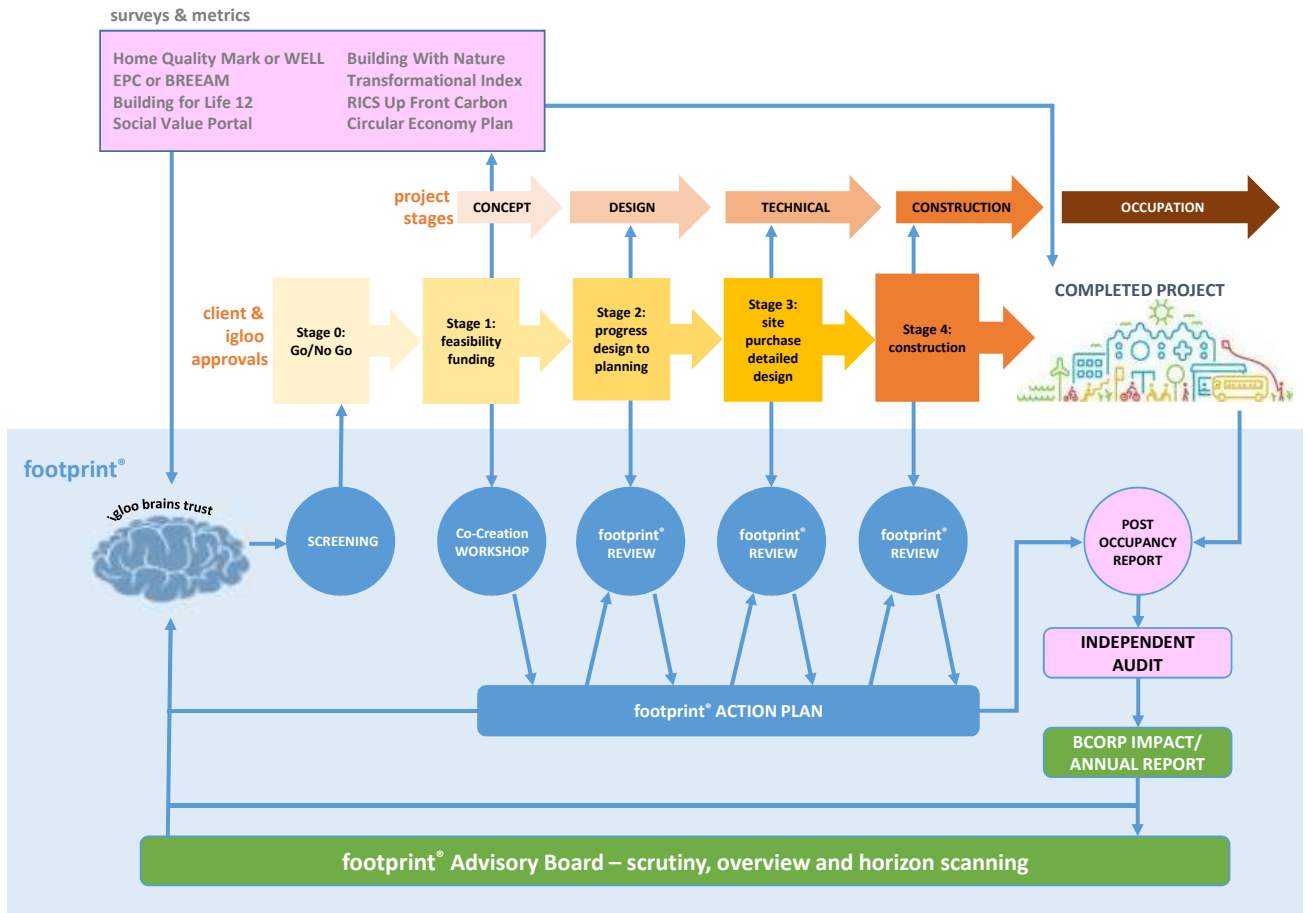 surveys & metrics
Home Quality Mark or WELL
EPC or BREEAM
Building for Life 12
Social Value Portal
Building With Nature
Transformational Index
RICS Up Front Carbon
Circular Economy Plan
project
stages
CONCEPT
DESIGN
TECHNICAL
CONSTRUCTION
OCCUPATION
client &
igloo
approvals
Stage 0:
Go/No Go
Stage 1:
feasibility
funding
Stage 2:
progress
design to
planning
Stage 3:
site
purchase
detailed
design
Stage 4:
construction
COMPLETED PROJECT
footprint®
igloo brains trust
SCREENING
Co-Creation
WORKSHOP
footprint®
REVIEW
footprint®
REVIEW
footprint®
REVIEW
POST
OCCUPANCY
REPORT
INDEPENDENT
AUDIT
footprint® ACTION PLAN
BCORP IMPACT/
ANNUAL REPORT
footprint® Advisory Board – scrutiny, overview and horizon scanning